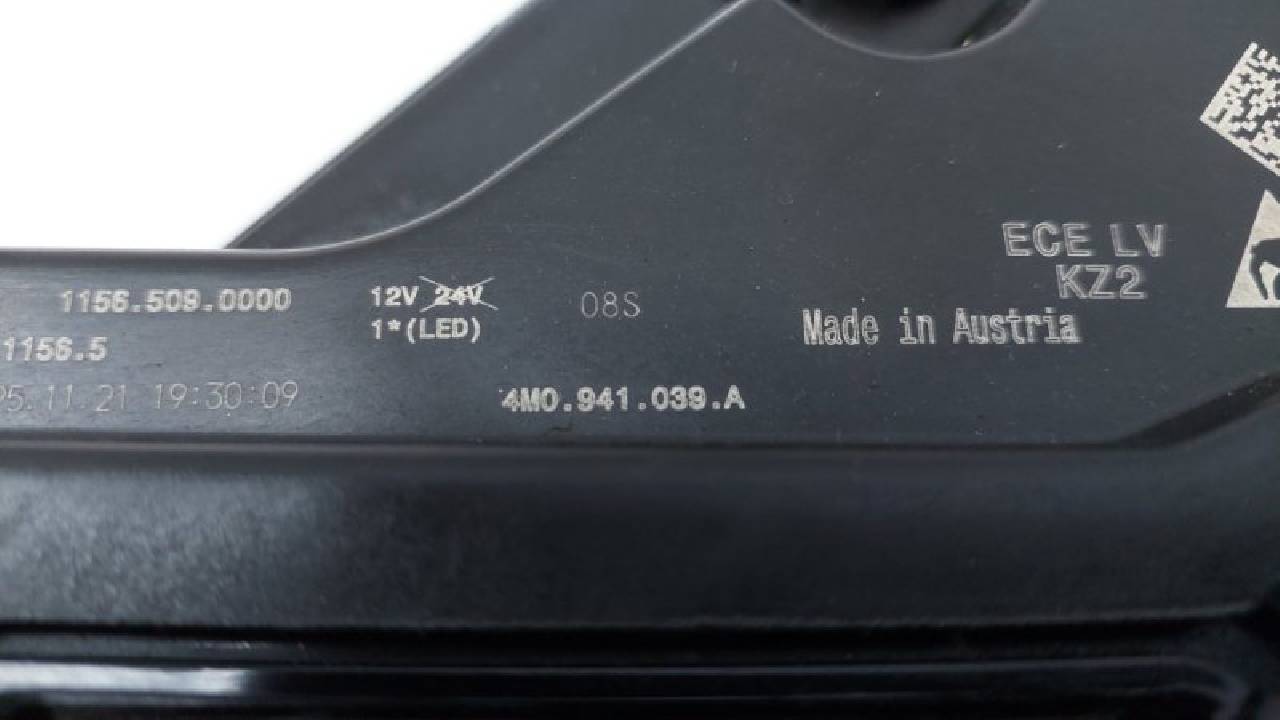 ECE LV
KZ2
1156.509.0000
12V 24V
08S
1*(LED)
Made in Austria
1156.5
25.11.21 19:30:09
4M0.941.039.A